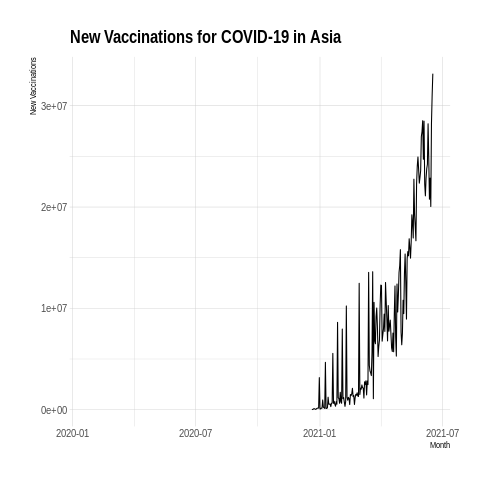 New Vaccinations for COVID-19 in Asia
New Vaccinations
3e+07
2e+07
1e+07
0e+00
2020-01 2020-07 2021-01 2021-07
Month